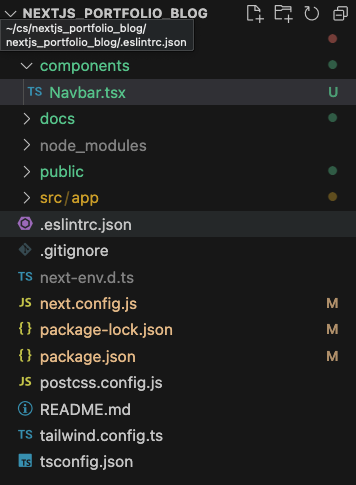 NEXTJS_PORTFOLIO_BLOG
~/cs/nextjs_portfolio_blog/
nextjs_portfolio_blog/.eslintrc.json
components
TS Navbar.tsx U
docs
node_modules
public
src/app
.eslintrc.json
.gitignore
TS next-env.d.ts
JS next.config.js M
{} package-lock.json M
{} package.json M
JS postcss.config.js
README.md
TS tailwind.config.ts
TS tsconfig.json